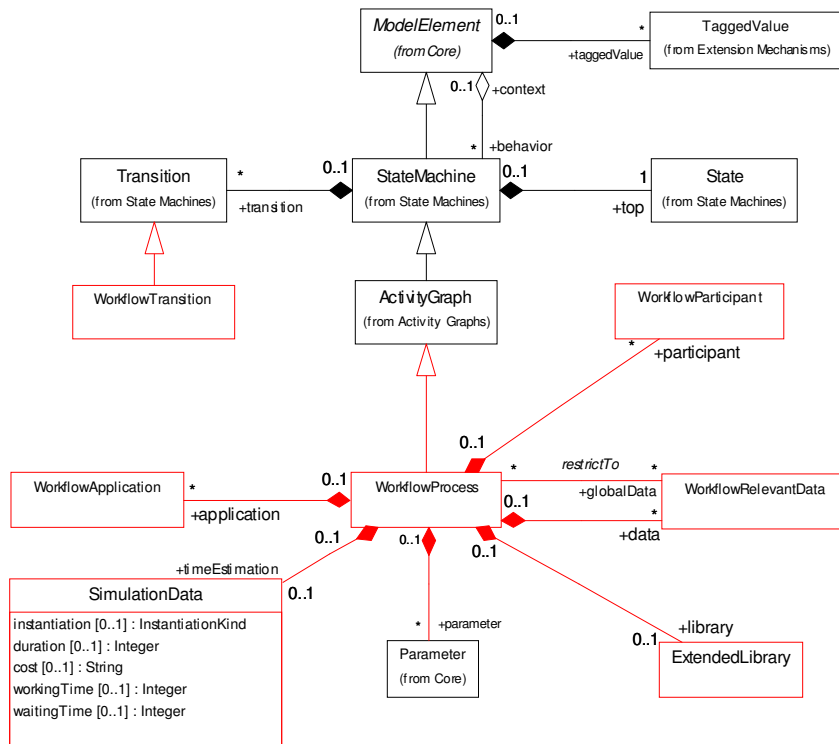 ModelElement
(from Core)
0..1
*
+taggedValue
TaggedValue
(from Extension Mechanisms)
0..1
+context
*
+behavior
Transition
(from State Machines)
*
+transition
0..1
StateMachine
(from State Machines)
0..1
1
+top
State
(from State Machines)
WorkflowTransition
ActivityGraph
(from Activity Graphs)
WorkflowParticipant
*
+participant
0..1
WorkflowApplication
*
+application
0..1
WorkflowProcess
*
restrictTo
*
+globalData
0..1
*
+data
WorkflowRelevantData
0..1
+timeEstimation
0..1
0..1
0..1
SimulationData
instantiation [0..1] : InstantiationKind
duration [0..1] : Integer
cost [0..1] : String
workingTime [0..1] : Integer
waitingTime [0..1] : Integer
*
+parameter
Parameter
(from Core)
+library
0..1
ExtendedLibrary